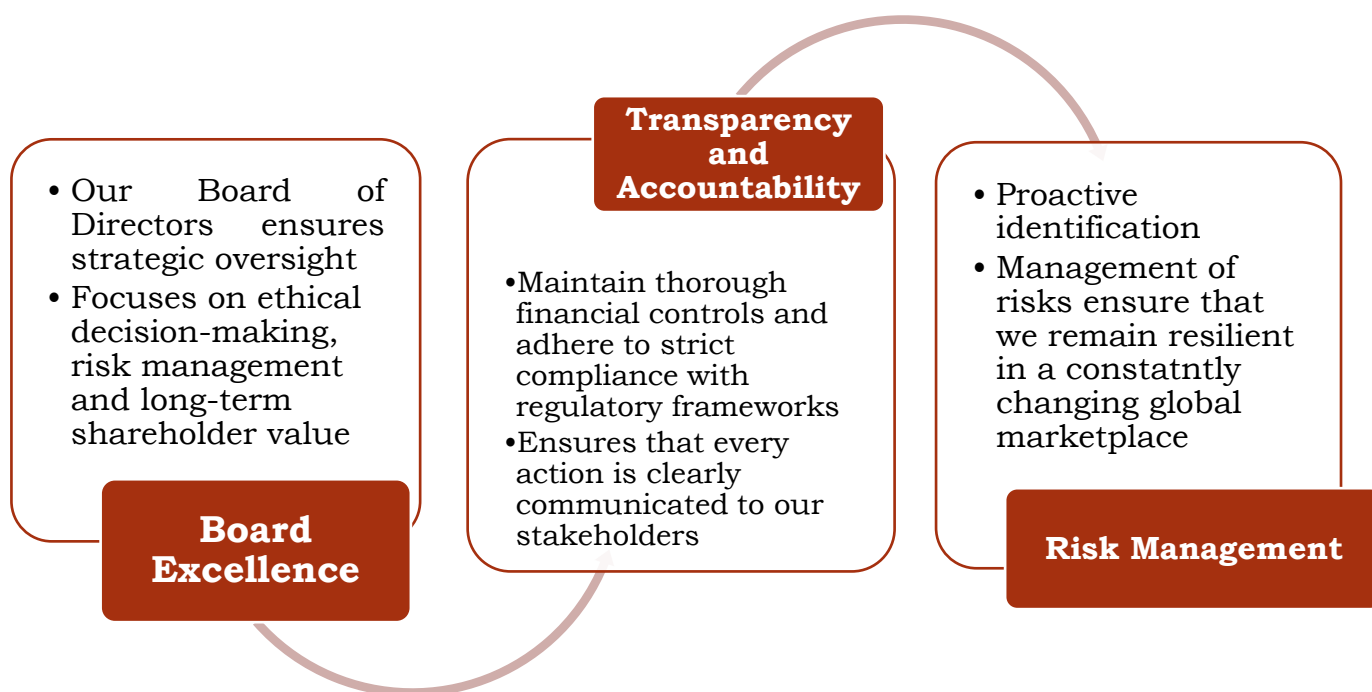 • Our Board of
Directors ensures
strategic oversight
• Focuses on ethical
decision-making,
risk management
and long-term
shareholder value
Board
Excellence
Transparency
and
Accountability
•Maintain thorough
financial controls and
adhere to strict
compliance with
regulatory frameworks
•Ensures that every
action is clearly
communicated to our
stakeholders
• Proactive
identification
• Management of
risks ensure that
we remain resilient
in a constatntly
changing global
marketplace
Risk Management